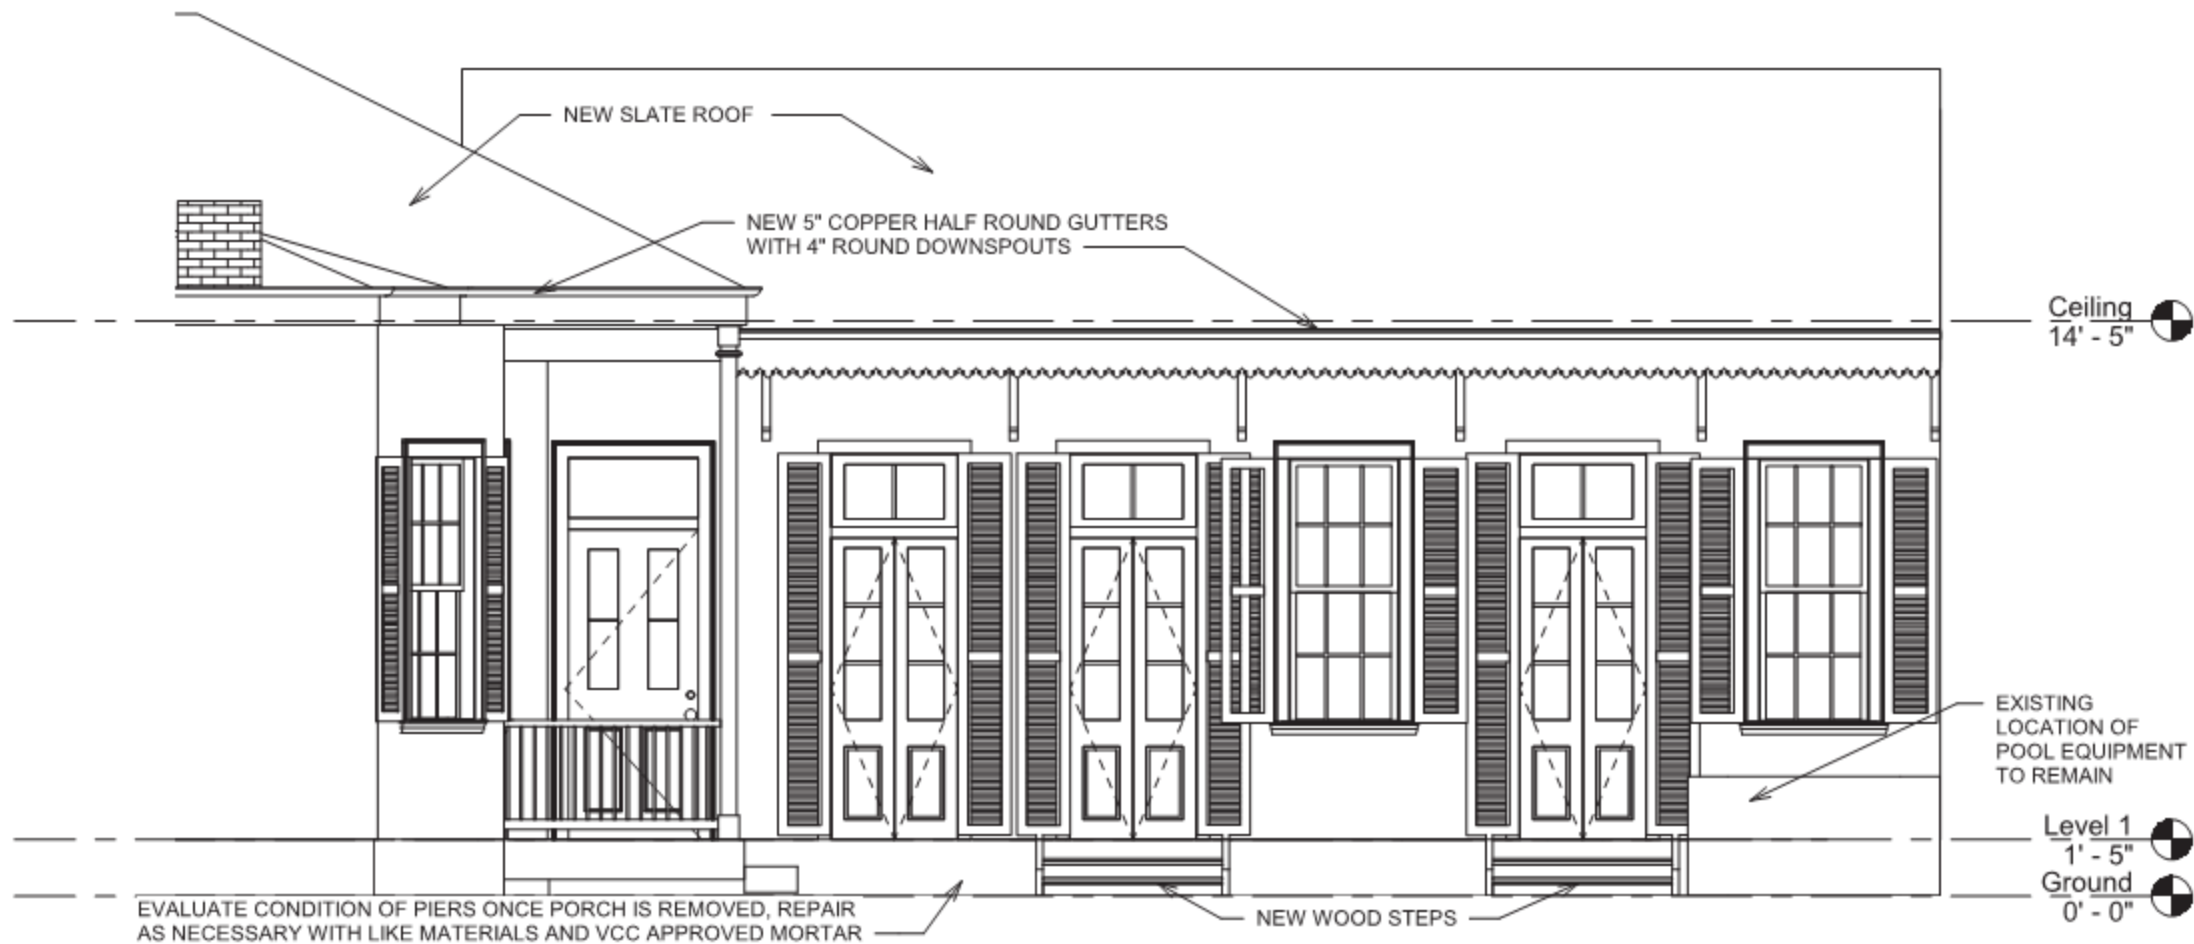 NEW SLATE ROOF
NEW 5" COPPER HALF ROUND GUTTERS
WITH 4" ROUND DOWNSPOUTS
Ceiling
14' - 5"
EXISTING
LOCATION OF
POOL EQUIPMENT
TO REMAIN
Level 1
1' - 5"
Ground
0' - 0"
EVALUATE CONDITION OF PIERS ONCE PORCH IS REMOVED, REPAIR
AS NECESSARY WITH LIKE MATERIALS AND VCC APPROVED MORTAR
NEW WOOD STEPS